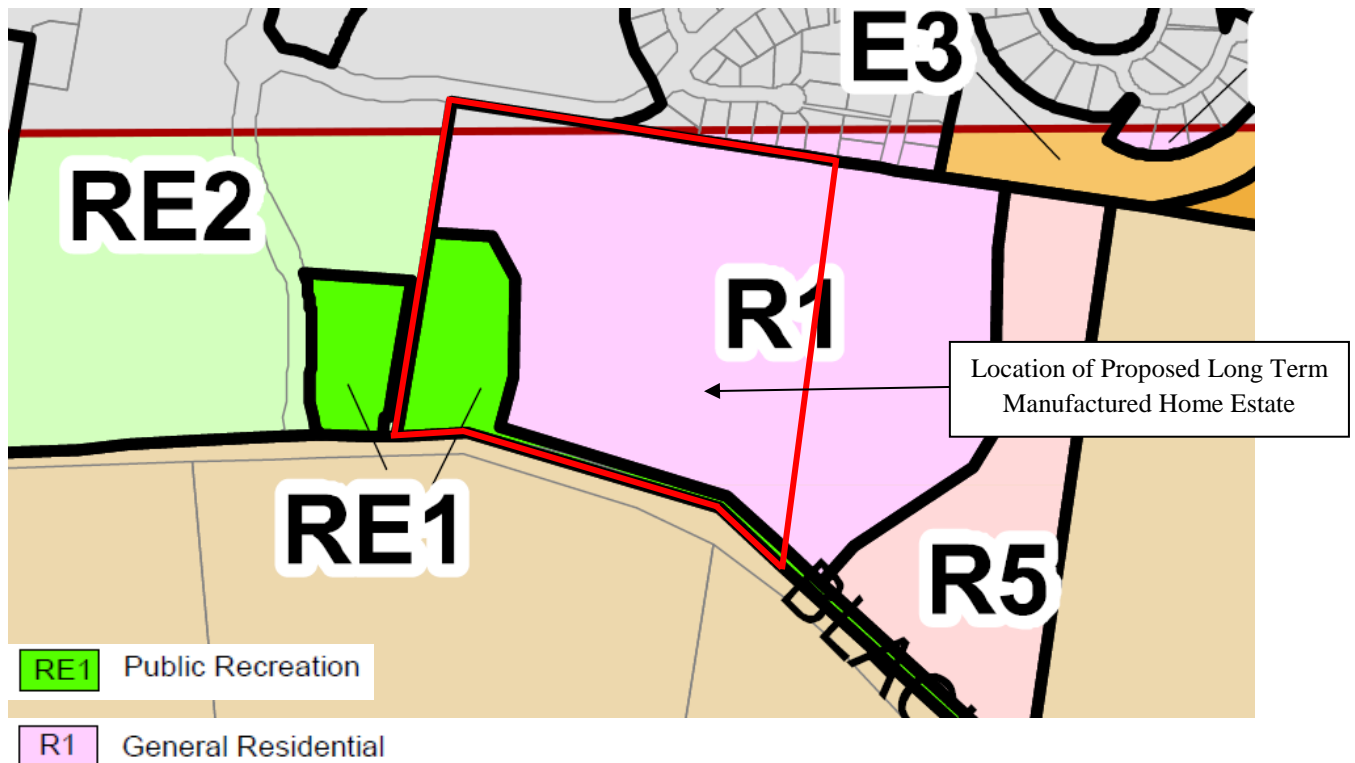 E3
RE2
R1
Location of Proposed Long Term
Manufactured Home Estate
RE1
R5
RE1 Public Recreation
R1 General Residential